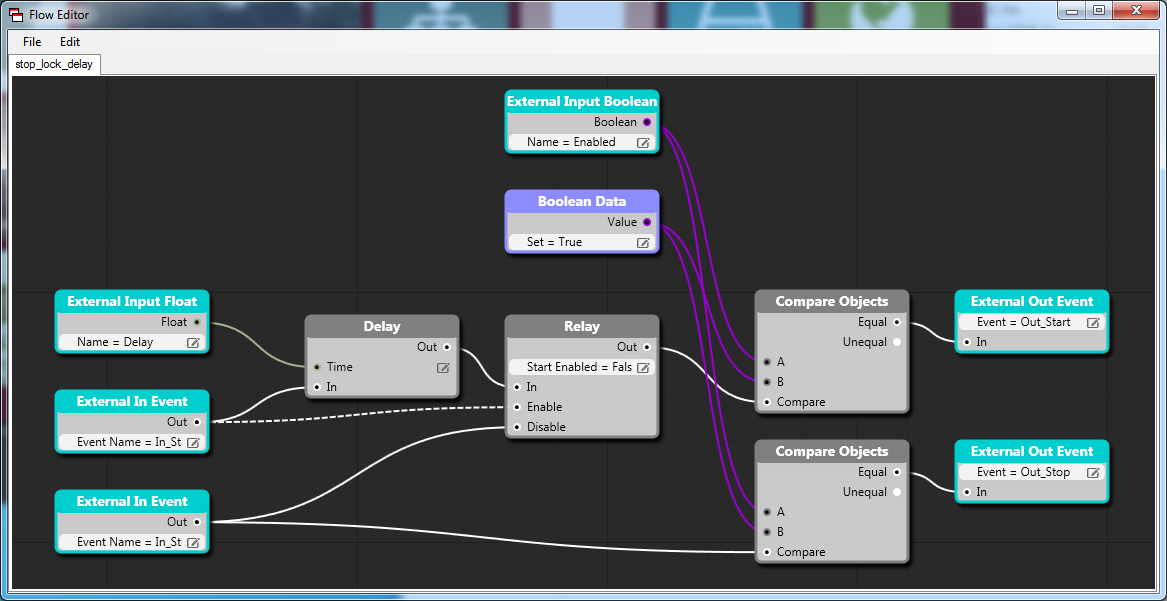 Flow Editor
File Edit
stop_lock_delay
External Input Boolean
Boolean
Name = Enabled
Boolean Data
Value
Set = True
External Input Float
Float
Name = Delay
External In Event
Out
Event Name = In_St
External In Event
Out
Event Name = In_St
Delay
Out
Time
In
Relay
Out
Start Enabled = Fals
In
Enable
Disable
Compare Objects
Equal
Unequal
A
B
Compare
External Out Event
Event = Out_Start
In
Compare Objects
Equal
Unequal
A
B
Compare
External Out Event
Event = Out_Stop
In